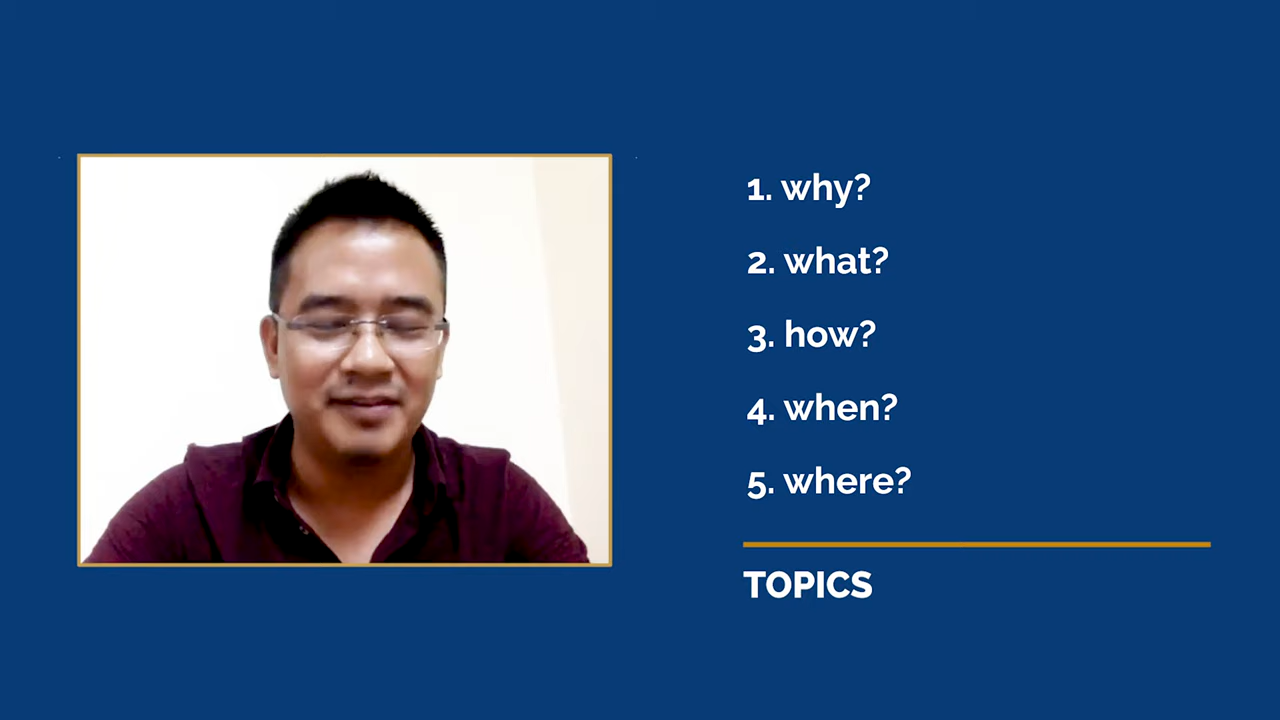 1. why?
2. what?
3. how?
4. when?
5. where?
TOPICS